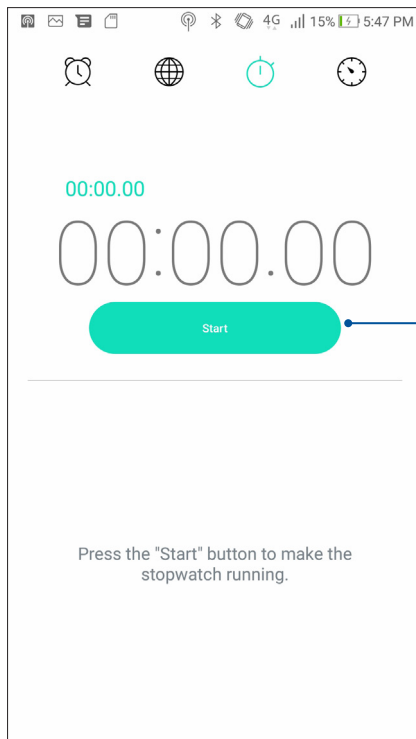 4G 15% 5:47 PM
00:00.00
00:00.00
Start
Press the "Start" button to make the
stopwatch running.